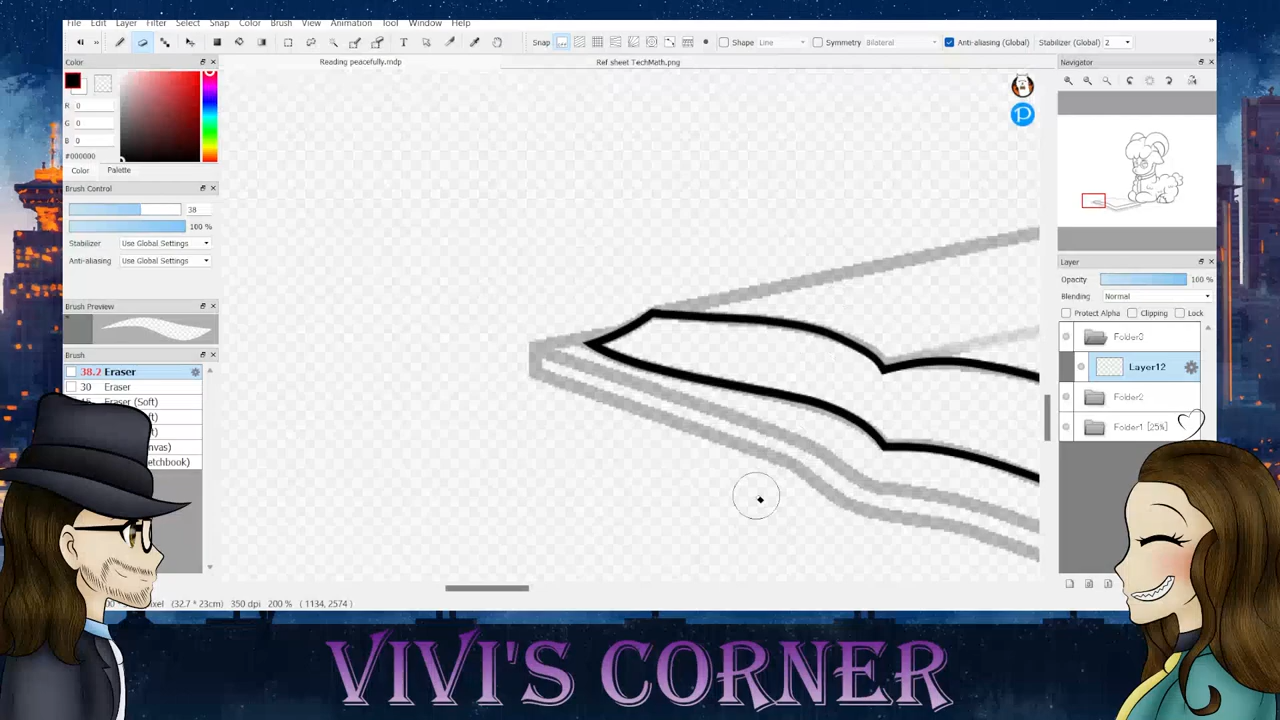 File Edit Layer Filter Select Snap Color Brush View Animation Tool Window Help
Snap Shape Line Symmetry Bilateral Anti-aliasing (Global) Stabilizer (Global) 2
Color Reading peacefully.mdp Ref sheet TechMath.png Navigator
R 0
G 0
B 0
#000000
Color Palette
Brush Control
38
100 %
Stabilizer Use Global Settings
Anti-aliasing Use Global Settings
Brush Preview
Brush
38.2 Eraser
30 Eraser
Eraser (Soft)
Layer
Opacity 100 %
Blending Normal
Protect Alpha Clipping Lock
Folder3
Layer12
Folder2
Folder1 [25%]
(32.7 * 23cm) 350 dpi 200 % ( 1134, 2574 )
VIVI'S CORNER